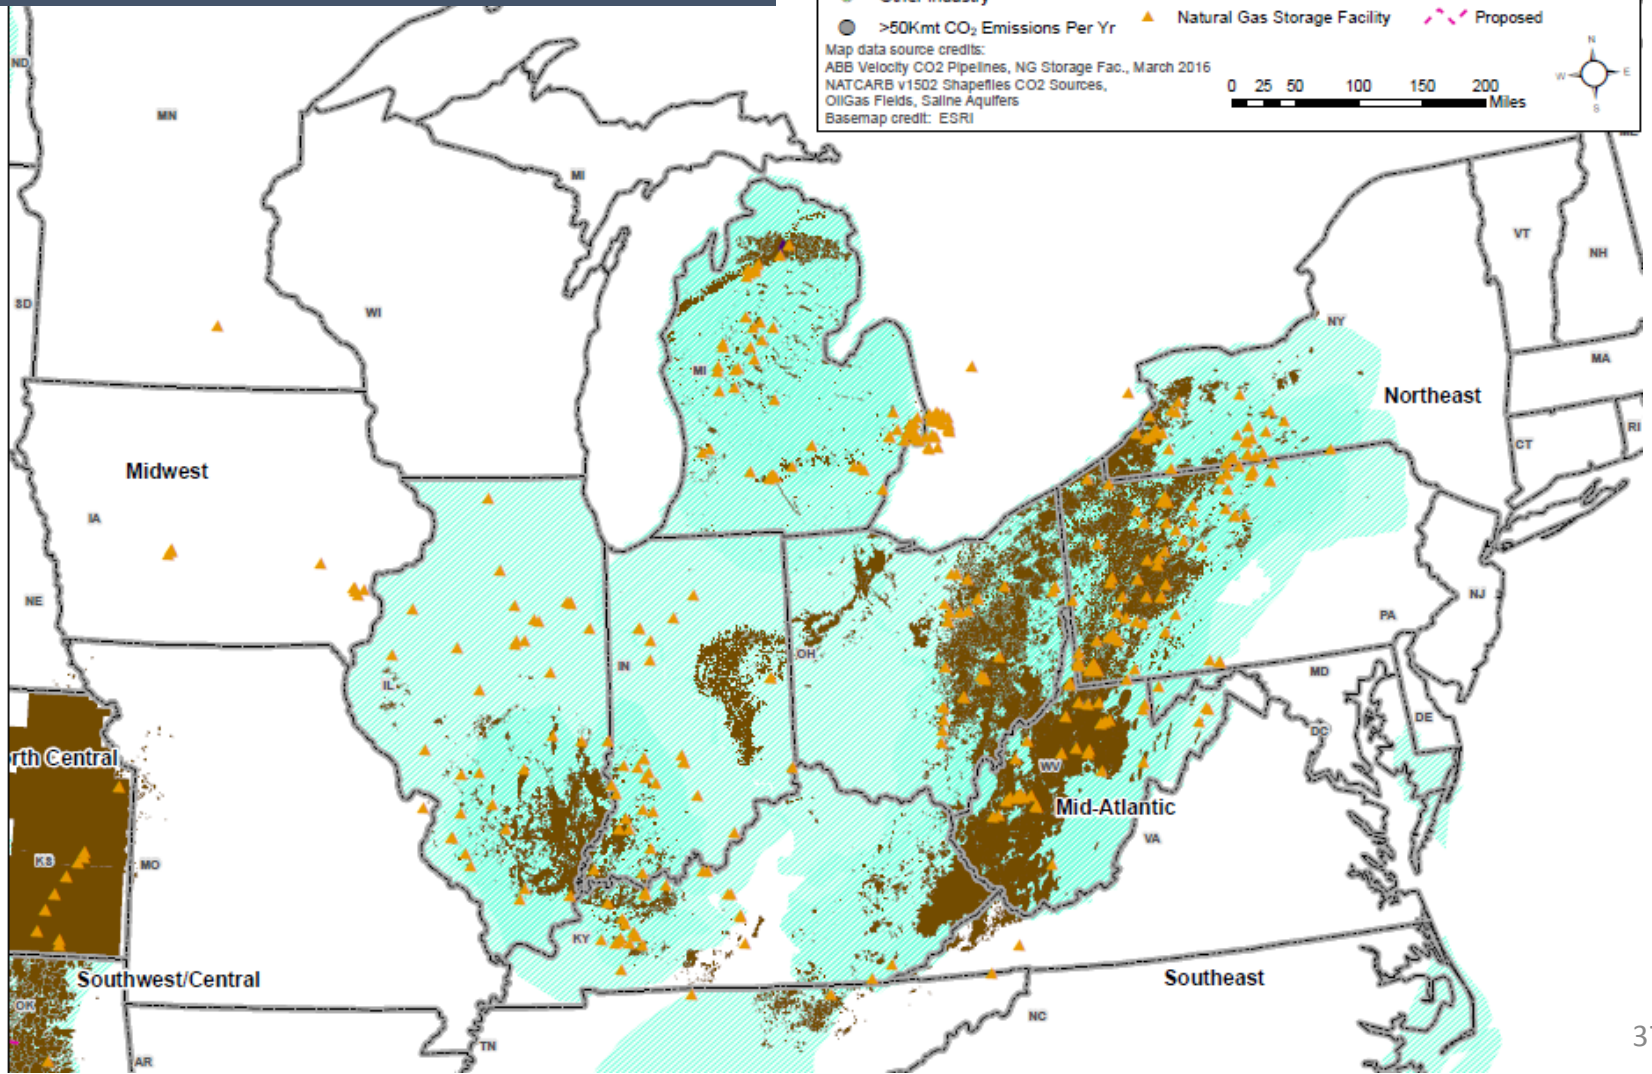 >50Kmt CO₂ Emissions Per Yr
Natural Gas Storage Facility
Proposed
Map data source credits:
ABB Velocity CO2 Pipelines, NG Storage Fac., March 2016
NATCARB v1502 Shapefiles CO2 Sources,
OilGas Fields, Saline Aquifers
Basemap credit: ESRI
0 25 50 100 150 200
Miles
N
W E
S
ND
MN
MI
VT
NH
SD
WI
NY
MA
MI
Northeast
RI
CT
Midwest
IA
NE
NJ
PA
OH
IN
MD
IL
DE
DC
rth Central
WV
Mid-Atlantic
VA
KS
MO
KY
Southwest/Central
Southeast
OK
NC
TN
AR